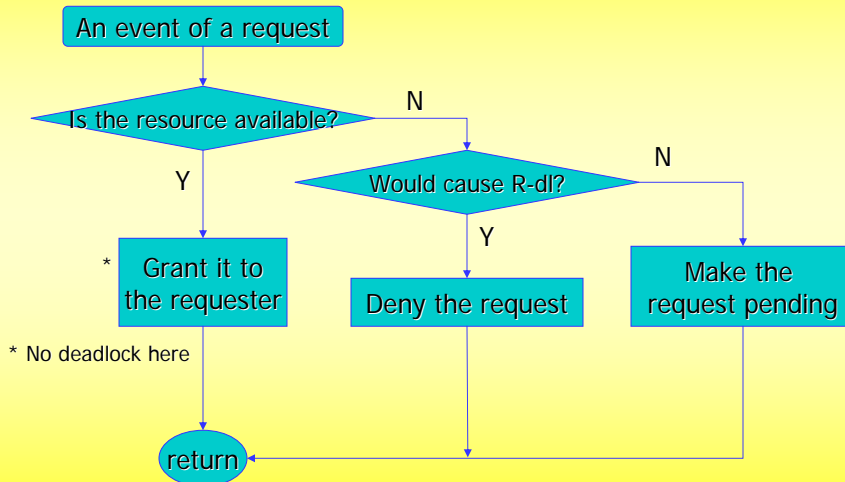 An event of a request
Is the resource available?
N
Y
Would cause R-dl?
N
Y
* Grant it to
the requester
Deny the request
Make the
request pending
* No deadlock here
return